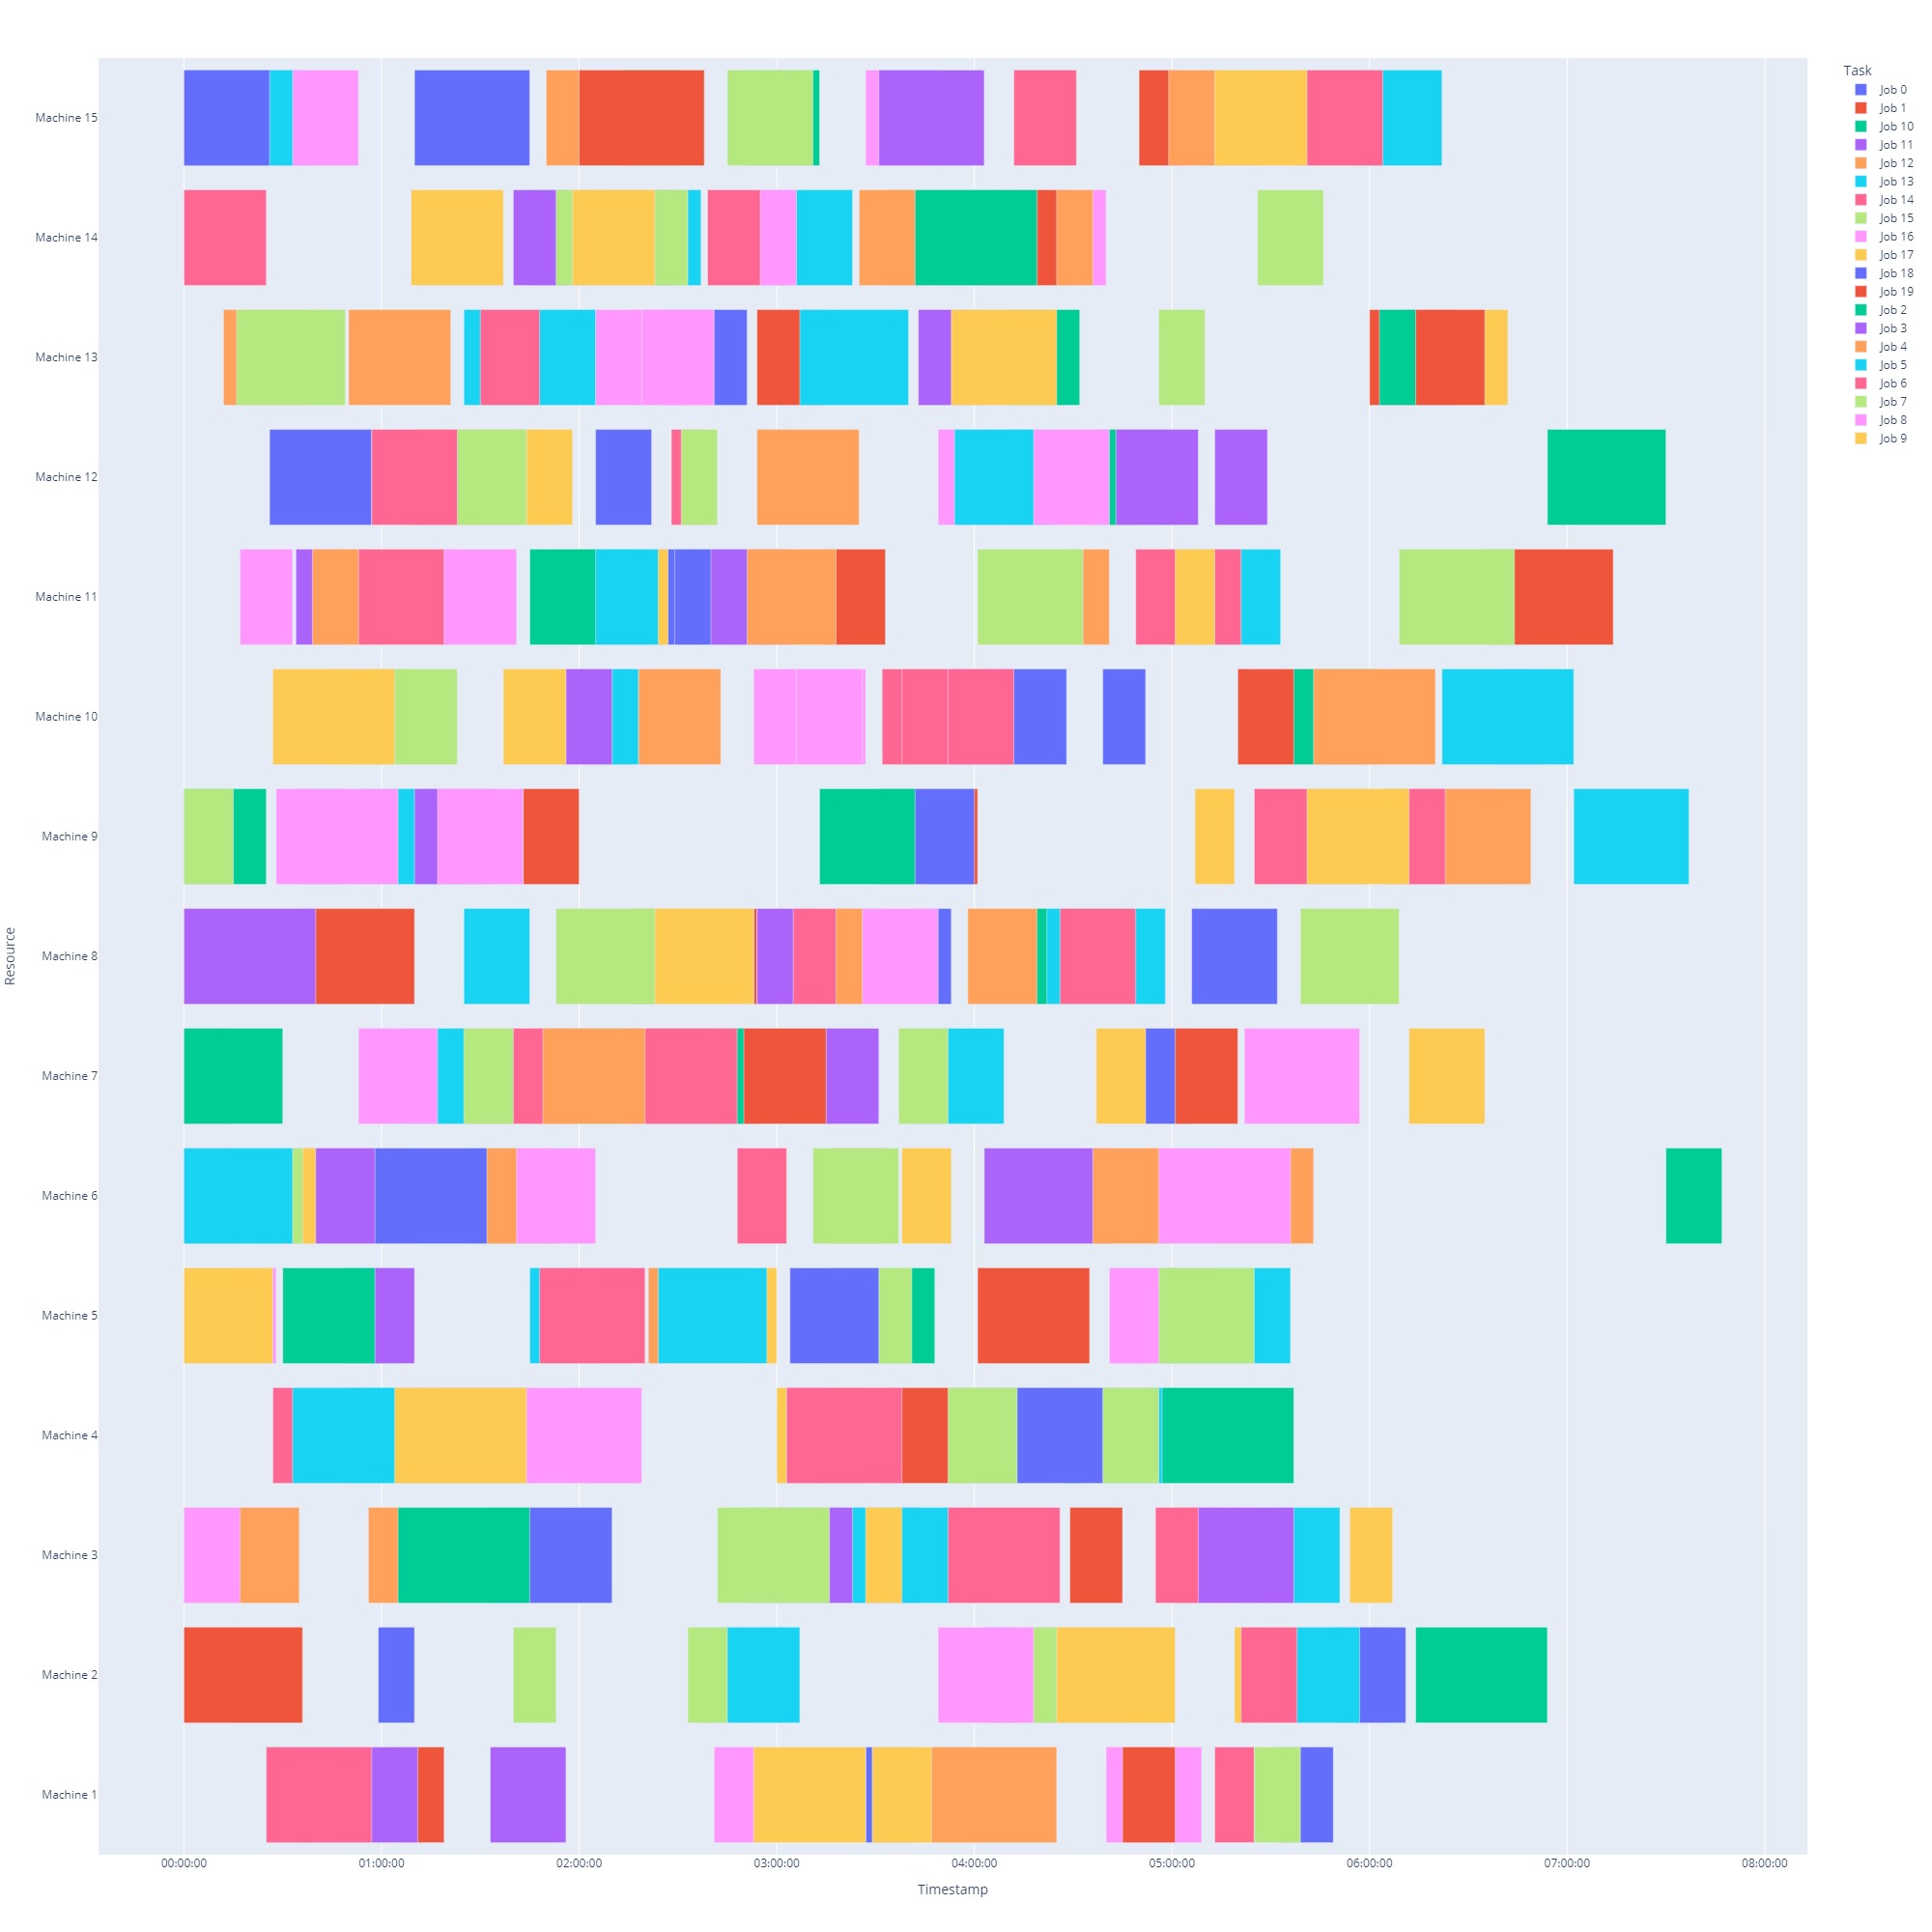 Task
Job 0
Job 1
Job 10
Job 11
Job 12
Job 13
Job 14
Job 15
Job 16
Job 17
Job 18
Job 19
Job 2
Job 3
Job 4
Job 5
Job 6
Job 7
Job 8
Job 9
Resource
Machine 15
Machine 14
Machine 13
Machine 12
Machine 11
Machine 10
Machine 9
Machine 8
Machine 7
Machine 6
Machine 5
Machine 4
Machine 3
Machine 2
Machine 1
00:00:00 01:00:00 02:00:00 03:00:00 04:00:00 05:00:00 06:00:00 07:00:00 08:00:00
Timestamp